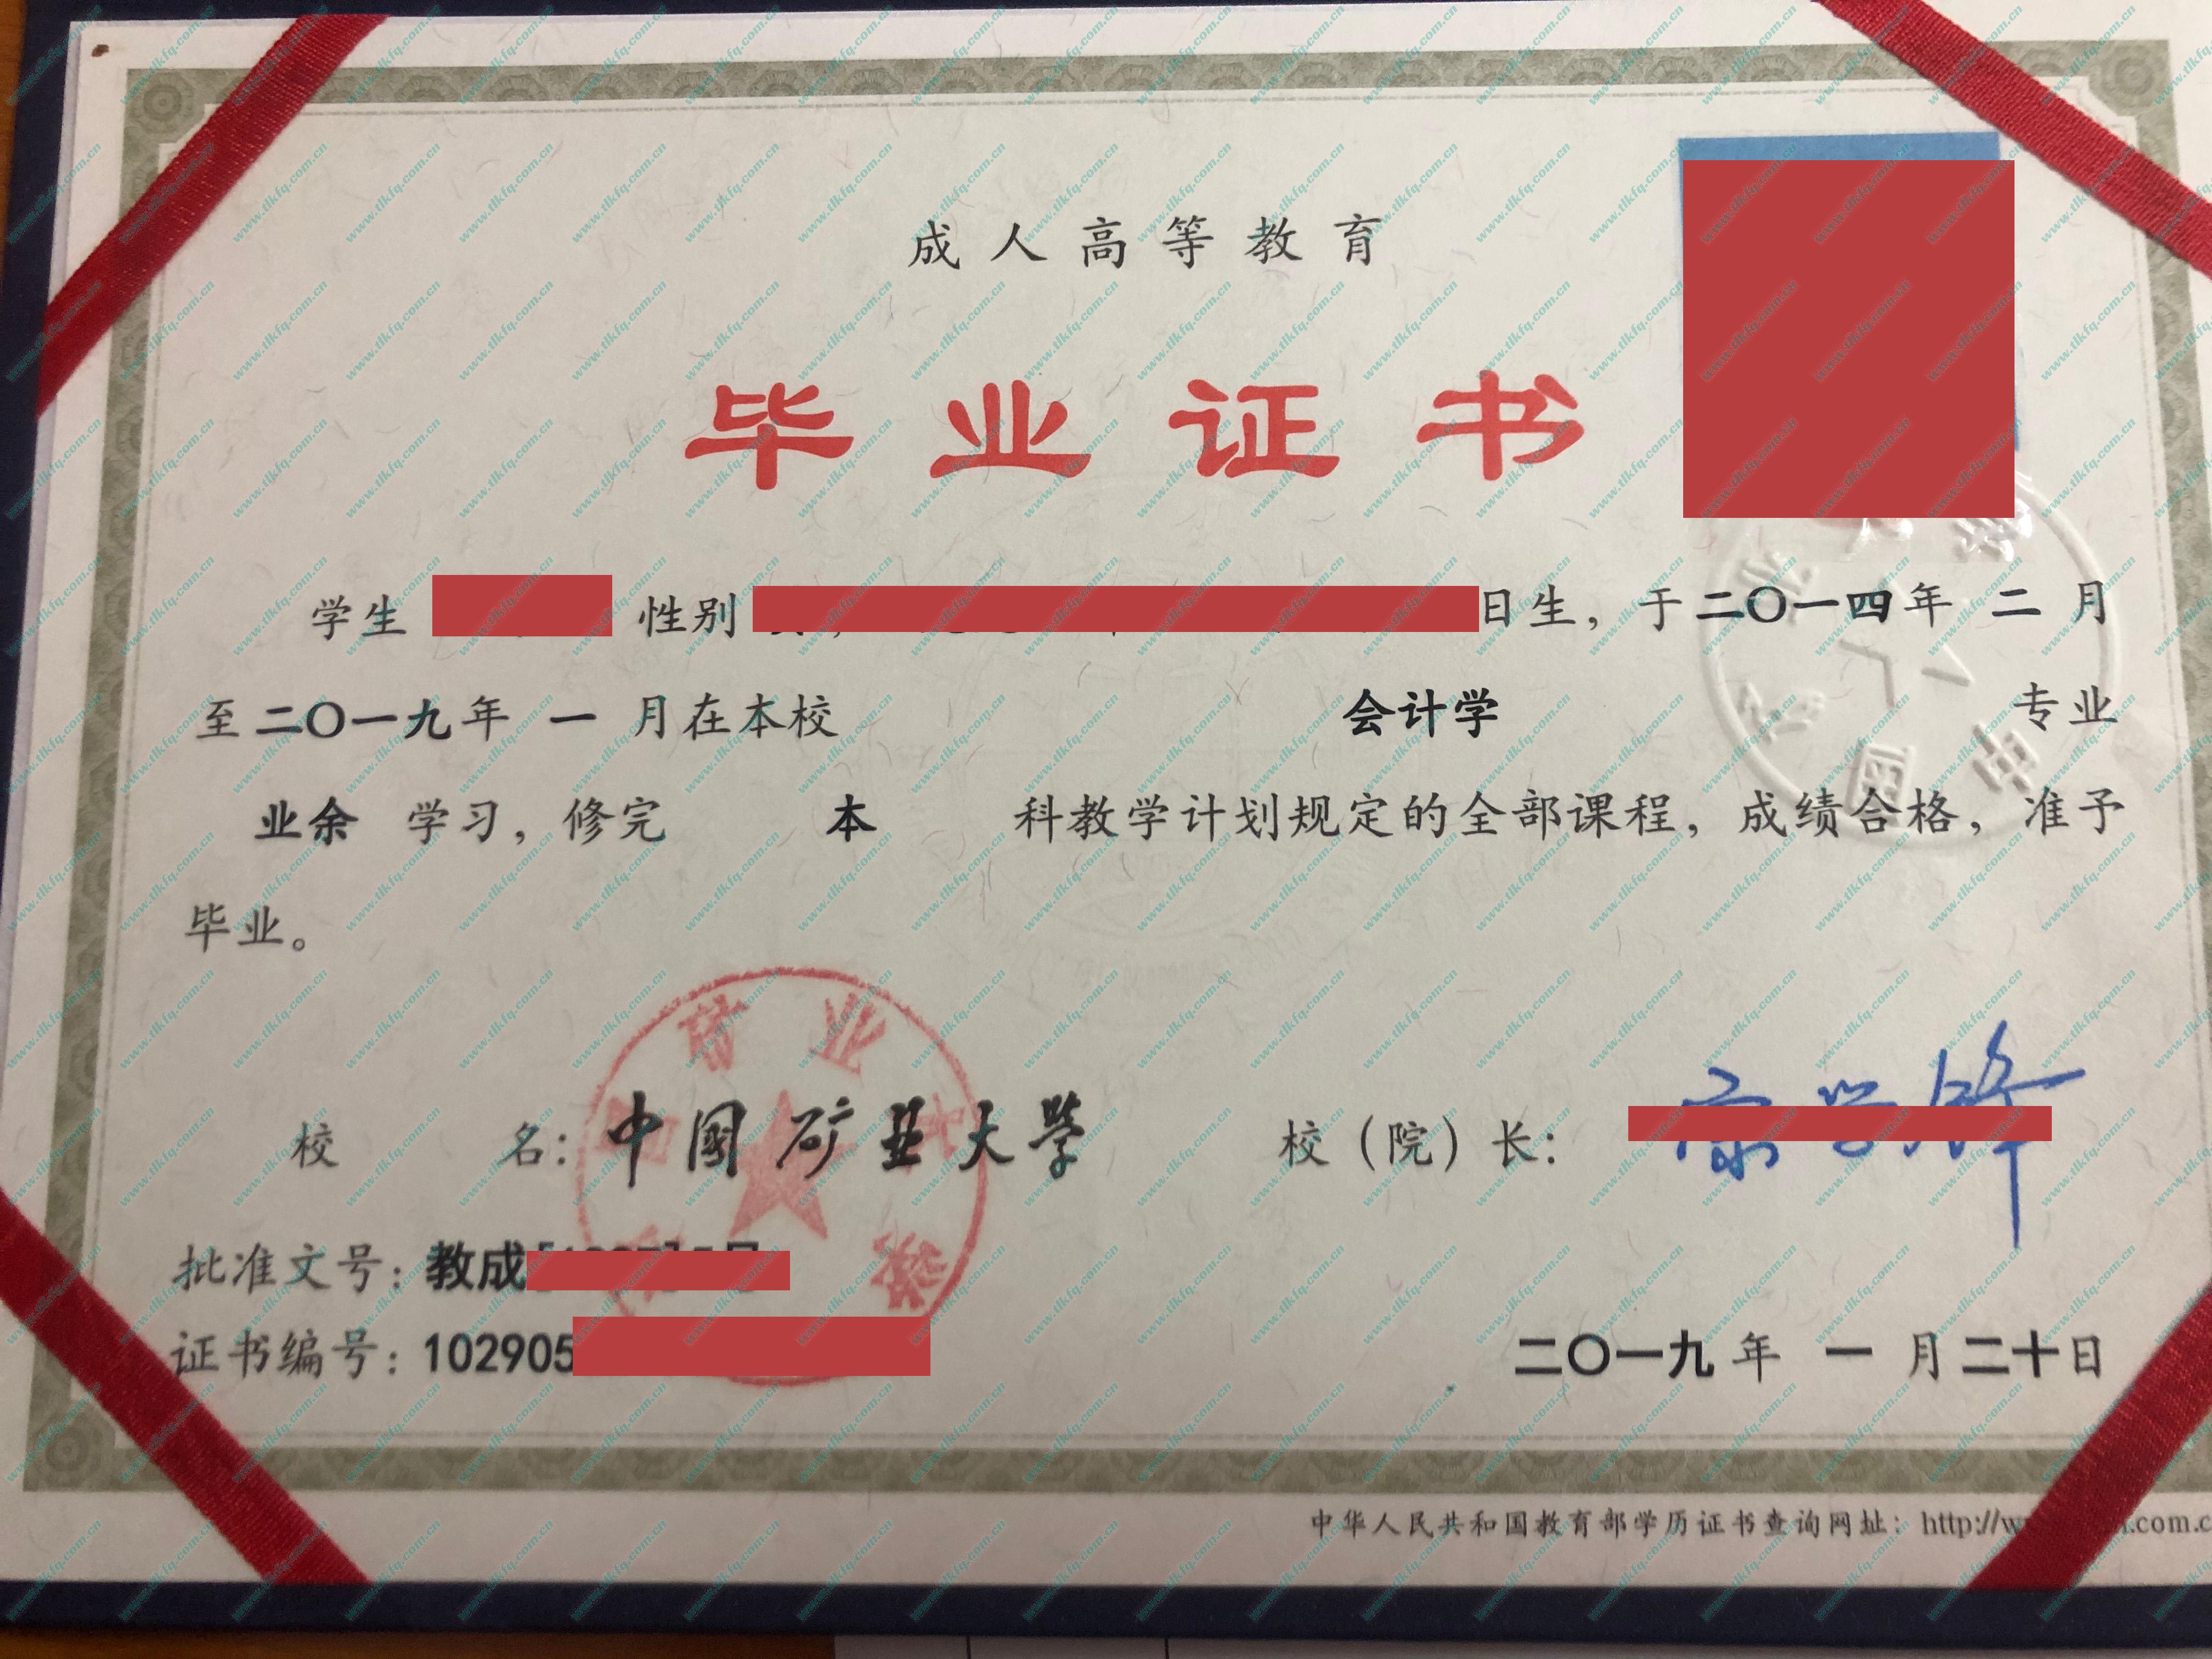 成人高等教育
毕业证书
学生 性别 日生，于二〇一四年 二 月
至二〇一九年 一 月在本校 会计学 专业
业余 学习，修完 本 科教学计划规定的全部课程，成绩合格，准予
毕业。
校 名：中国矿业大学 校（院）长：
批准文号：教成
证书编号：102905
二〇一九年 一 月二十日
中华人民共和国教育部学历证书查询网址：http://w .com.c
www.tlkfq.com.cn